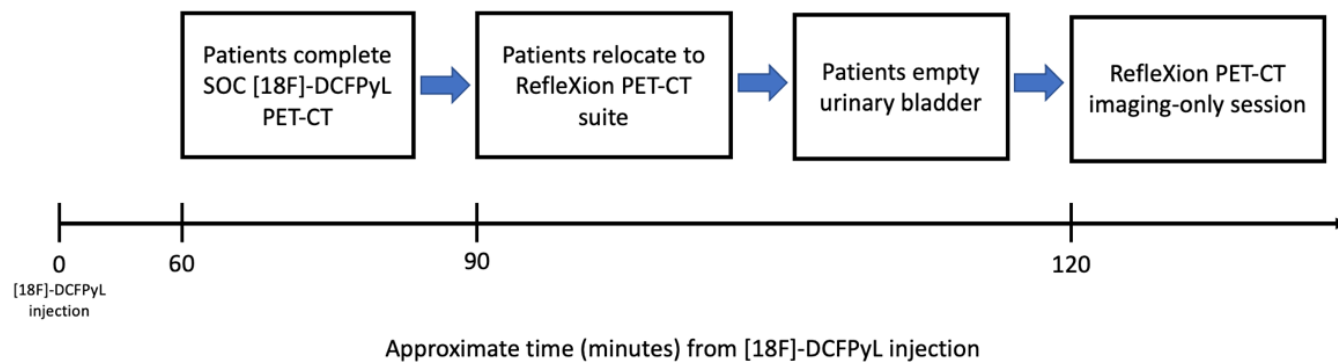 Patients complete
SOC [18F]-DCFPyL
PET-CT
Patients relocate to
RefleXion PET-CT
suite
Patients empty
urinary bladder
RefleXion PET-CT
imaging-only session
0
60
90
120
[18F]-DCFPyL
injection
Approximate time (minutes) from [18F]-DCFPyL injection